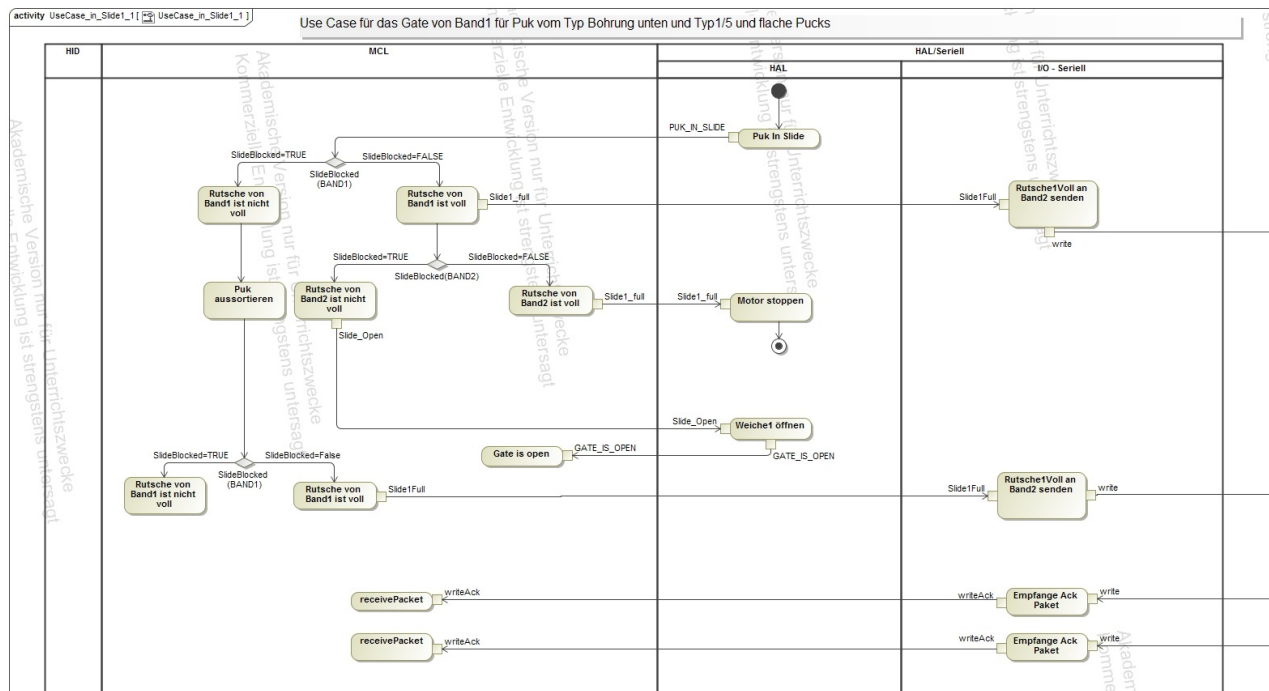 activity UseCase_in_Slide1_1 [ UseCase_in_Slide1_1 ]
Use Case für das Gate von Band1 für Puk vom Typ Bohrung unten und Typ1/5 und flache Pucks
HID
MCL
HAL/Seriell
HAL
I/O - Seriell
PUK_IN_SLIDE
Puk In Slide
SlideBlocked=TRUE
SlideBlocked=FALSE
SlideBlocked
(BAND1)
Rutsche von
Band1 ist nicht
voll
Rutsche von
Band1 ist voll
Slide1_full
Slide1Full
Rutsche1Voll an
Band2 senden
write
SlideBlocked=TRUE
SlideBlocked=FALSE
SlideBlocked(BAND2)
Puk
aussortieren
Rutsche von
Band2 ist nicht
voll
Rutsche von
Band2 ist voll
Slide1_full
Slide1_full
Motor stoppen
Slide_Open
Slide_Open
Weiche1 öffnen
GATE_IS_OPEN
GATE_IS_OPEN
Gate is open
SlideBlocked=TRUE
SlideBlocked=False
SlideBlocked
(BAND1)
Rutsche von
Band1 ist nicht
voll
Rutsche von
Band1 ist voll
Slide1Full
Slide1Full
Rutsche1Voll an
Band2 senden
write
receivePacket
writeAck
writeAck
Empfange Ack
Paket
write
receivePacket
writeAck
writeAck
Empfange Ack
Paket
write
Akademische Version nur für Unterrichtszwecke
Kommerzielle Entwicklung ist strengstens untersagt